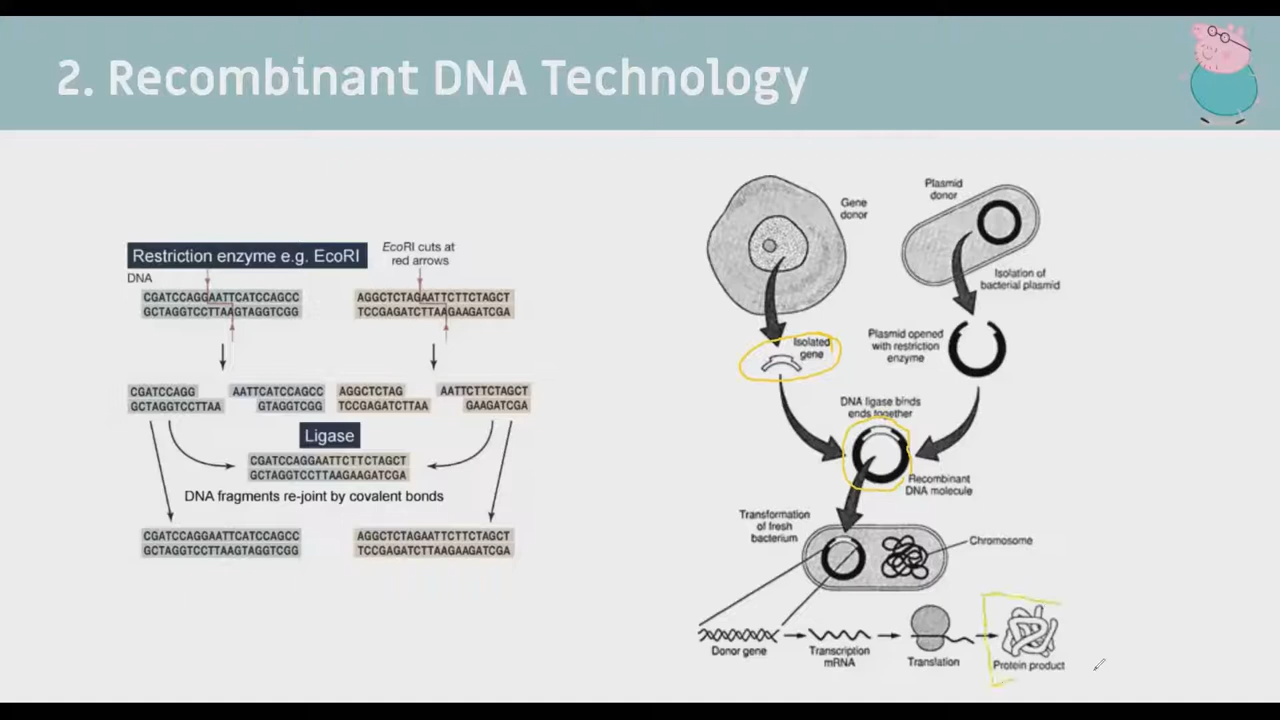 2. Recombinant DNA Technology
Restriction enzyme e.g. EcoRI
DNA
EcoRI cuts at
red arrows
CGATCCAGGAATTCATCCAGCC
GCTAGGTCCTTAAGTAGGTCGG
AGGCTCTAGAATTCTTCTAGCT
TCCGAGATCTTAAGAAGATCGA
CGATCCAGG
GCTAGGTCCTTAA
AATTCATCCAGCC
GTAGGTCGG
AGGCTCTAG
TCCGAGATCTTAA
AATTCTTCTAGCT
GAAGATCGA
Ligase
CGATCCAGGAATTCTTCTAGCT
GCTAGGTCCTTAAGAAGATCGA
DNA fragments re-joint by covalent bonds
CGATCCAGGAATTCATCCAGCC
GCTAGGTCCTTAAGTAGGTCGG
AGGCTCTAGAATTCTTCTAGCT
TCCGAGATCTTAAGAAGATCGA
Gene
donor
Plasmid
donor
Isolation of
bacterial plasmid
Isolated
gene
Plasmid opened
with restriction
enzyme
DNA ligase binds
ends together
Recombinant
DNA molecule
Transformation
of fresh
bacterium
Chromosome
Donor gene
Transcription
mRNA
Translation
Protein product